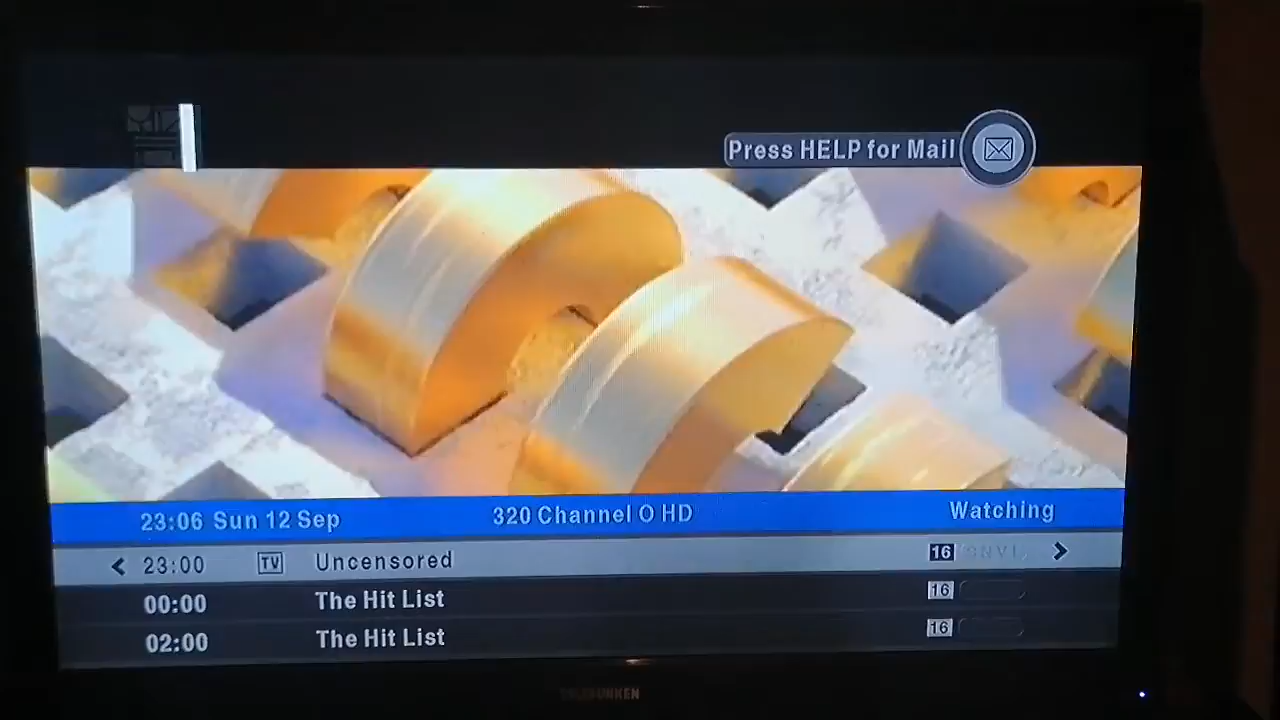 Press HELP for Mail
23:06 Sun 12 Sep 320 Channel O HD Watching
< 23:00 TV Uncensored 16 >
00:00 The Hit List 16
02:00 The Hit List 16
TELEFUNKEN